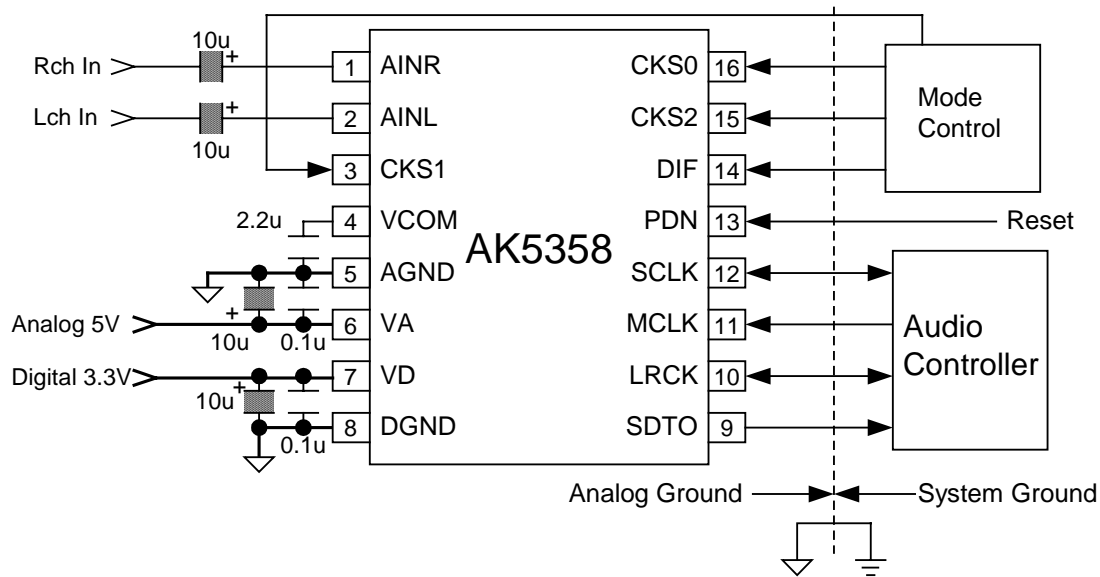 10u
+
Rch In
1 AINR
CKS0 16
Mode
Control
+
Lch In
2 AINL
CKS2 15
10u
3 CKS1
DIF 14
2.2u
4 VCOM
PDN 13
Reset
AK5358
5 AGND
SCLK 12
+
Analog 5V
10u
0.1u
6 VA
MCLK 11
Audio
Controller
Digital 3.3V
7 VD
LRCK 10
10u
+
8 DGND
SDTO 9
0.1u
Analog Ground
System Ground